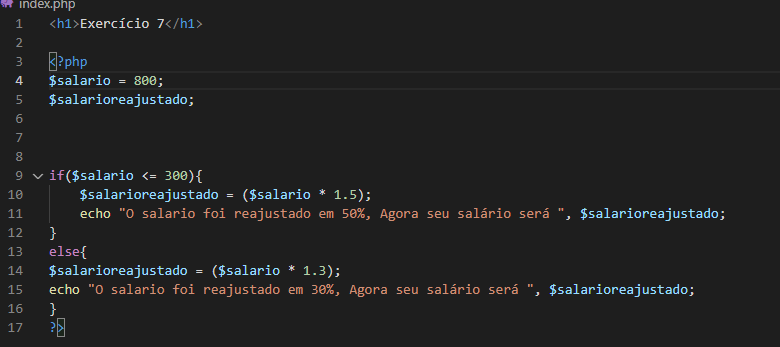 index.php
1 <h1>Exercício 7</h1>
2
3 <?php
4 $salario = 800;
5 $salarioreajustado;
6
7
8
9 if($salario <= 300){
10 $salarioreajustado = ($salario * 1.5);
11 echo "O salario foi reajustado em 50%, Agora seu salário será ", $salarioreajustado;
12 }
13 else{
14 $salarioreajustado = ($salario * 1.3);
15 echo "O salario foi reajustado em 30%, Agora seu salário será ", $salarioreajustado;
16 }
17 ?>